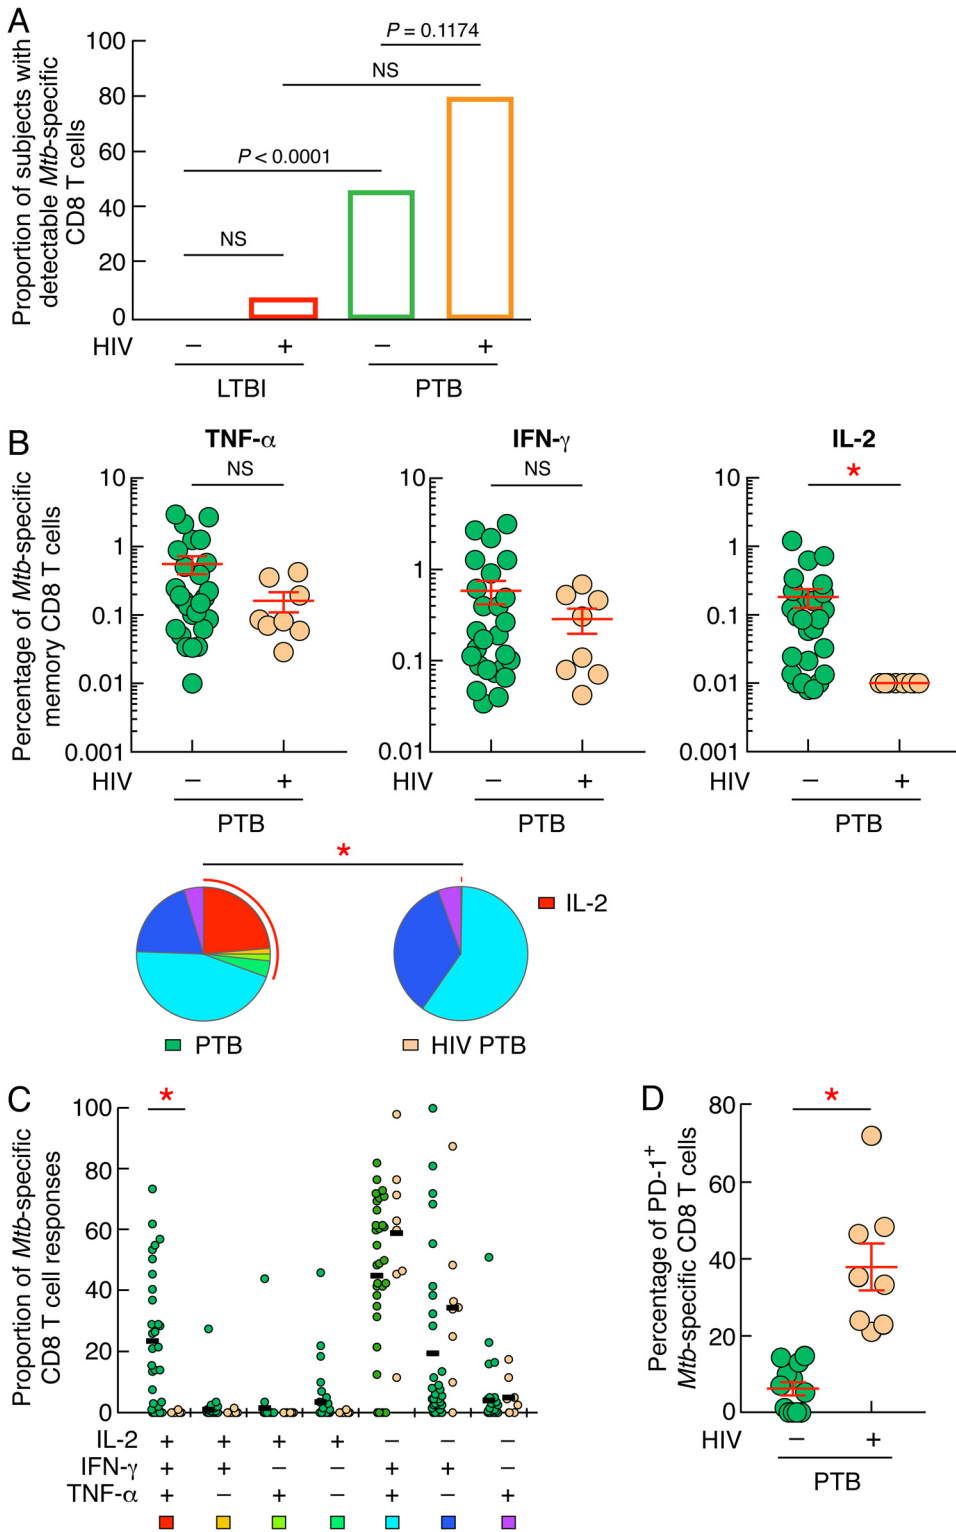 A
Proportion of subjects with
detectable Mtb-specific
CD8 T cells
100
80
60
40
20
0
P = 0.1174
NS
P < 0.0001
NS
HIV − + − +
LTBI PTB
B
Percentage of Mtb-specific
memory CD8 T cells
TNF-α IFN-γ IL-2
NS NS *
10 10 10
1 1 1
0.1 0.1 0.1
0.01 0.01 0.01
0.001 0.001
HIV − + HIV − + − +
PTB PTB PTB
*
IL-2
PTB HIV PTB
C
Proportion of Mtb-specific
CD8 T cell responses
*
100
80
60
40
20
0
IL-2 + + + + − − −
IFN-γ + + − − + + −
TNF-α + − + − + − +
D
Percentage of PD-1+
Mtb-specific CD8 T cells
*
80
60
40
20
0
HIV − +
PTB